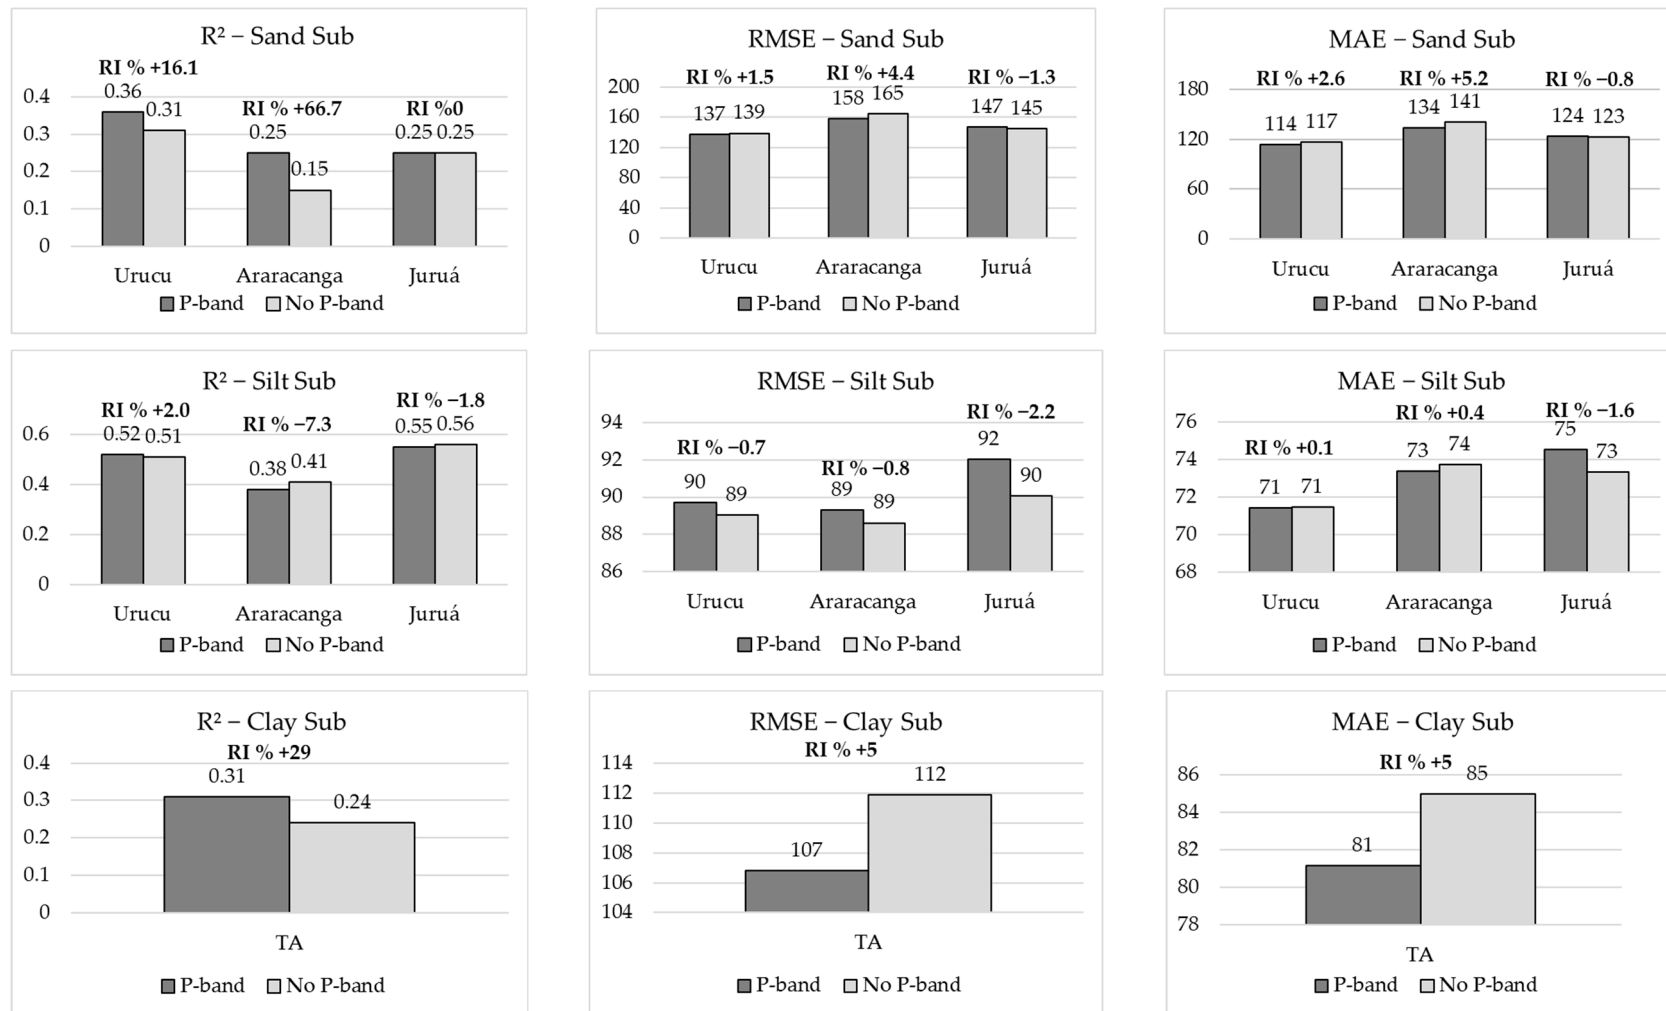 R² − Sand Sub
RI % +16.1
0.36
0.31
RI % +66.7
0.25
0.15
RI %0
0.25 0.25
0.4
0.3
0.2
0.1
0
Urucu Araracanga Juruá
P-band No P-band
RMSE − Sand Sub
RI % +1.5
RI % +4.4
RI % −1.3
137 139
158 165
147 145
200
160
120
80
40
0
Urucu Araracanga Juruá
P-band No P-band
MAE − Sand Sub
RI % +2.6
RI % +5.2
RI % −0.8
114 117
134 141
124 123
180
120
60
0
Urucu Araracanga Juruá
P-band No P-band
R² − Silt Sub
RI % +2.0
RI % −7.3
RI % −1.8
0.52 0.51
0.38 0.41
0.55 0.56
0.6
0.4
0.2
0
Urucu Araracanga Juruá
P-band No P-band
RMSE − Silt Sub
RI % −0.7
RI % −0.8
RI % −2.2
90 89
89 89
92 90
94
92
90
88
86
Urucu Araracanga Juruá
P-band No P-band
MAE − Silt Sub
RI % +0.1
RI % +0.4
RI % −1.6
71 71
73 74
75 73
76
74
72
70
68
Urucu Araracanga Juruá
P-band No P-band
R² − Clay Sub
RI % +29
0.31
0.24
0.4
0.3
0.2
0.1
0
TA
P-band No P-band
RMSE − Clay Sub
RI % +5
107
112
114
112
110
108
106
104
TA
P-band No P-band
MAE − Clay Sub
RI % +5
81
85
86
84
82
80
78
TA
P-band No P-band